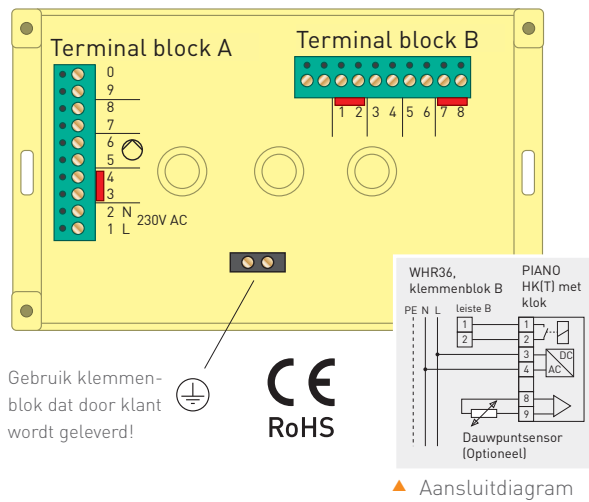 Terminal block A
Terminal block B
0
9
8
7
6
5
4
3
2 N
1 L
230V AC
1 2 3 4 5 6 7 8
WHR36,
klemmenblok B
PIANO
HK(T) met
klok
PE N L
leiste B
1
2
1
2
3
4
8
9
DC
AC
Dauwpuntsensor
(Optioneel)
Gebruik klemmen-
blok dat door klant
wordt geleverd!
CE
RoHS
Aansluitdiagram